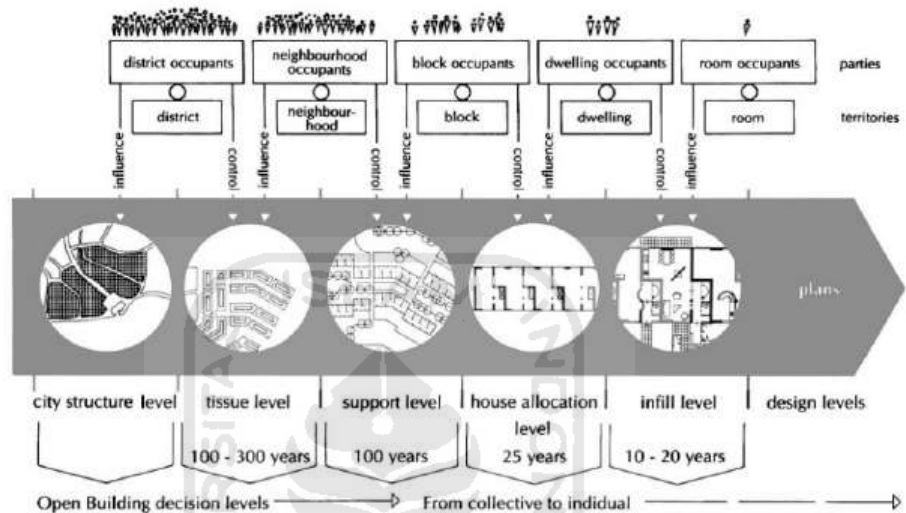 district occupants
neighbourhood
occupants
block occupants
dwelling occupants
room occupants
parties
district
neighbour-
hood
block
dwelling
room
territories
influence
control
influence
control
influence
control
influence
control
influence
plans
city structure level
tissue level
support level
house allocation
level
infill level
design levels
100 - 300 years
100 years
25 years
10 - 20 years
Open Building decision levels
From collective to indidual